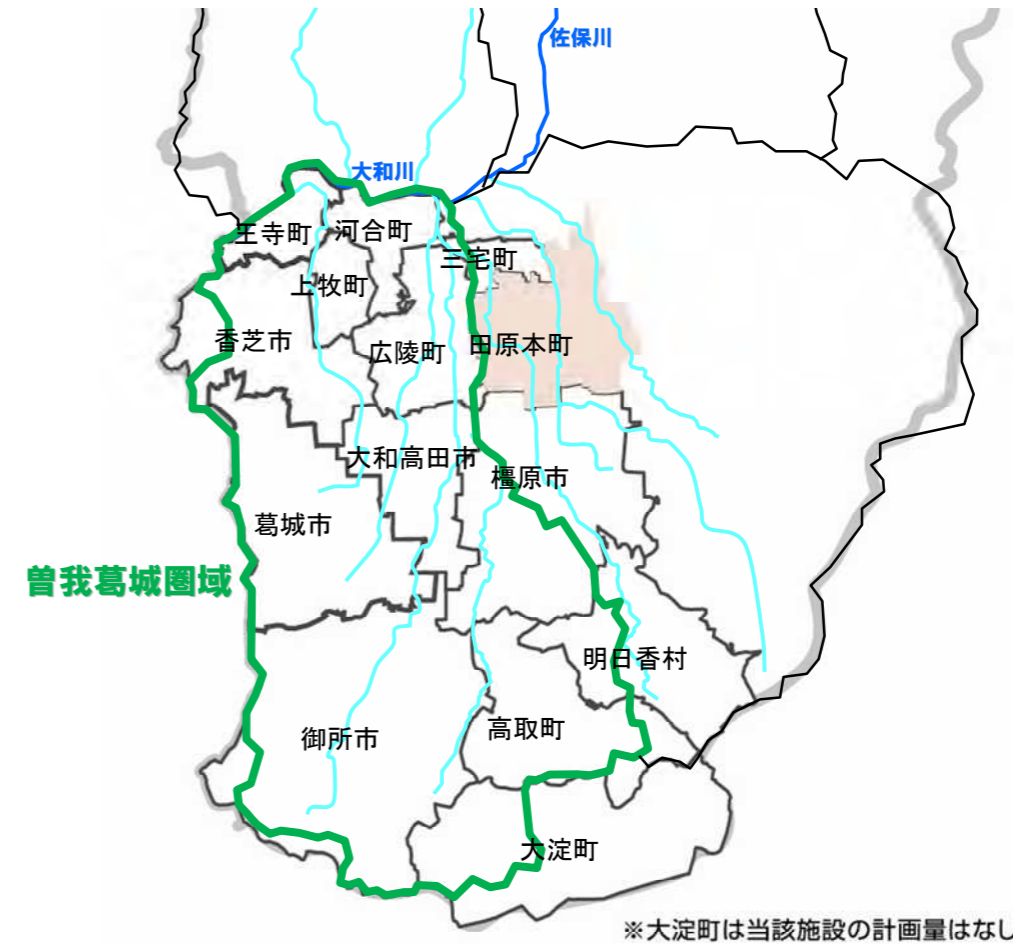 佐保川
大和川
王寺町
河合町
三宅町
上牧町
香芝市
広陵町
田原本町
大和高田市
橿原市
葛城市
曽我葛城圏域
明日香村
御所市
高取町
大淀町
※大淀町は当該施設の計画量はなし